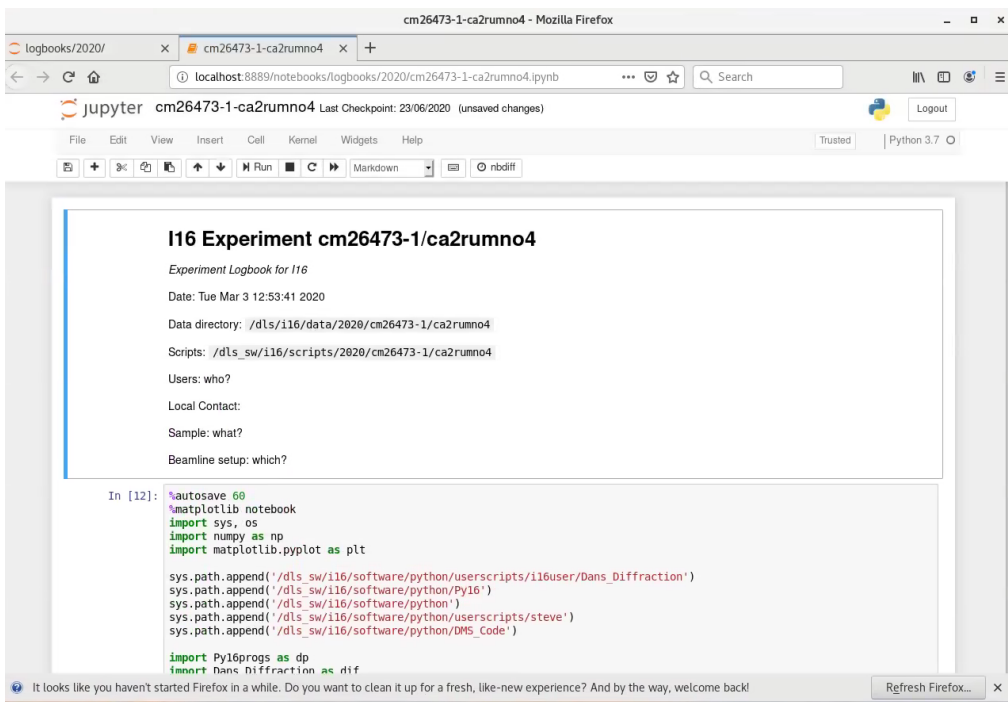 cm26473-1-ca2rumno4 - Mozilla Firefox
logbooks/2020/ cm26473-1-ca2rumno4
localhost:8889/notebooks/logbooks/2020/cm26473-1-ca2rumno4.ipynb Search
jupyter cm26473-1-ca2rumno4 Last Checkpoint: 23/06/2020 (unsaved changes) Logout
File Edit View Insert Cell Kernel Widgets Help Trusted Python 3.7
Run Markdown nbdiff
I16 Experiment cm26473-1/ca2rumno4
Experiment Logbook for I16
Date: Tue Mar 3 12:53:41 2020
Data directory: /dls/i16/data/2020/cm26473-1/ca2rumno4
Scripts: /dls_sw/i16/scripts/2020/cm26473-1/ca2rumno4
Users: who?
Local Contact:
Sample: what?
Beamline setup: which?
In [12]: %autosave 60
%matplotlib notebook
import sys, os
import numpy as np
import matplotlib.pyplot as plt
sys.path.append('/dls_sw/i16/software/python/userscripts/i16user/Dans_Diffraction')
sys.path.append('/dls_sw/i16/software/python/Py16')
sys.path.append('/dls_sw/i16/software/python')
sys.path.append('/dls_sw/i16/software/python/userscripts/steve')
sys.path.append('/dls_sw/i16/software/python/DMS_Code')
import Py16progs as dp
import Dans_Diffraction as dif
It looks like you haven't started Firefox in a while. Do you want to clean it up for a fresh, like-new experience? And by the way, welcome back! Refresh Firefox...